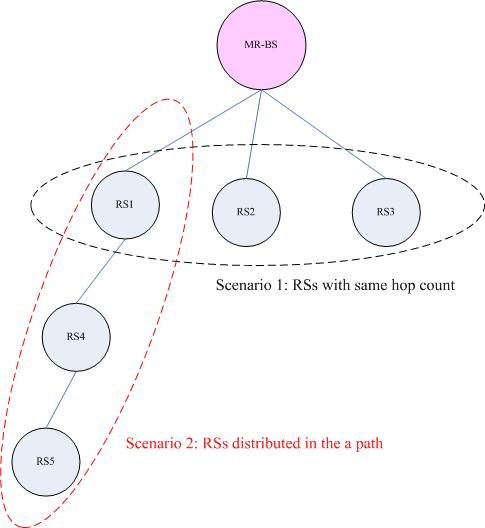 MR-BS
RS1
RS2
RS3
Scenario 1: RSs with same hop count
RS4
Scenario 2: RSs distributed in the a path
RS5